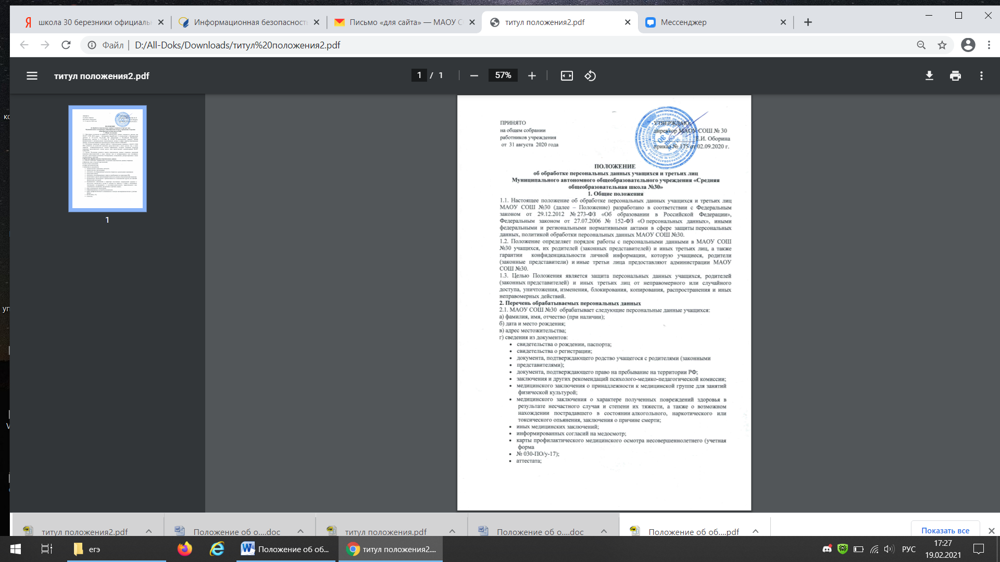 школа 30 березники официаль
Информационная безопасность
Письмо «для сайта» — МАОУ С
титул положения2.pdf
Мессенджер
Файл
D:/All-Doks/Downloads/титул%20положения2.pdf
титул положения2.pdf
1 / 1
57%
1
ПРИНЯТО
на общем собрании
работников учреждения
от 31 августа 2020 года
«УТВЕРЖДАЮ»
директор МАОУ СОШ № 30
Е.И. Оборина
приказ № 175 от 02.09.2020 г.
ПОЛОЖЕНИЕ
об обработке персональных данных учащихся и третьих лиц
Муниципального автономного общеобразовательного учреждения «Средняя
общеобразовательная школа №30»
1. Общие положения
1.1. Настоящее положение об обработке персональных данных учащихся и третьих лиц
МАОУ СОШ №30 (далее – Положение) разработано в соответствии с Федеральным
законом от 29.12.2012 № 273-ФЗ «Об образовании в Российской Федерации»,
Федеральным законом от 27.07.2006 № 152-ФЗ «О персональных данных», иными
федеральными и региональными нормативными актами в сфере защиты персональных
данных, политикой обработки персональных данных МАОУ СОШ №30.
1.2. Положение определяет порядок работы с персональными данными в МАОУ СОШ
№30 учащихся, их родителей (законных представителей) и иных третьих лиц, а также
гарантии конфиденциальности личной информации, которую учащиеся, родители
(законные представители) и иные третьи лица предоставляют администрации МАОУ
СОШ №30.
1.3. Целью Положения является защита персональных данных учащихся, родителей
(законных представителей) и иных третьих лиц от неправомерного или случайного
доступа, уничтожения, изменения, блокирования, копирования, распространения и иных
неправомерных действий.
2. Перечень обрабатываемых персональных данных
2.1. МАОУ СОШ №30 обрабатывает следующие персональные данные учащихся:
а) фамилия, имя, отчество (при наличии);
б) дата и место рождения;
в) адрес местожительства;
г) сведения из документов:
• свидетельства о рождении, паспорта;
• свидетельства о регистрации;
• документа, подтверждающего родство учащегося с родителями (законными
• представителями);
• документа, подтверждающего право на пребывание на территории РФ;
• заключения и других рекомендаций психолого-медико-педагогической комиссии;
• медицинского заключения о принадлежности к медицинской группе для занятий
физической культурой;
• медицинского заключения о характере полученных повреждений здоровья в
результате несчастного случая и степени их тяжести, а также о возможном
нахождении пострадавшего в состоянии алкогольного, наркотического или
токсического опьянения, заключения о причине смерти;
• иных медицинских заключений;
• информированных согласий на медосмотр;
• карты профилактического медицинского осмотра несовершеннолетнего (учетная
форма
• № 030-ПО/у-17);
• аттестата;
титул положения2.pdf
Положение об о....doc
титул положения.pdf
Положение об о....doc
Положение об об....pdf
Показать все
егэ
Положение об об...
титул положения2....
РУС
17:27
19.02.2021